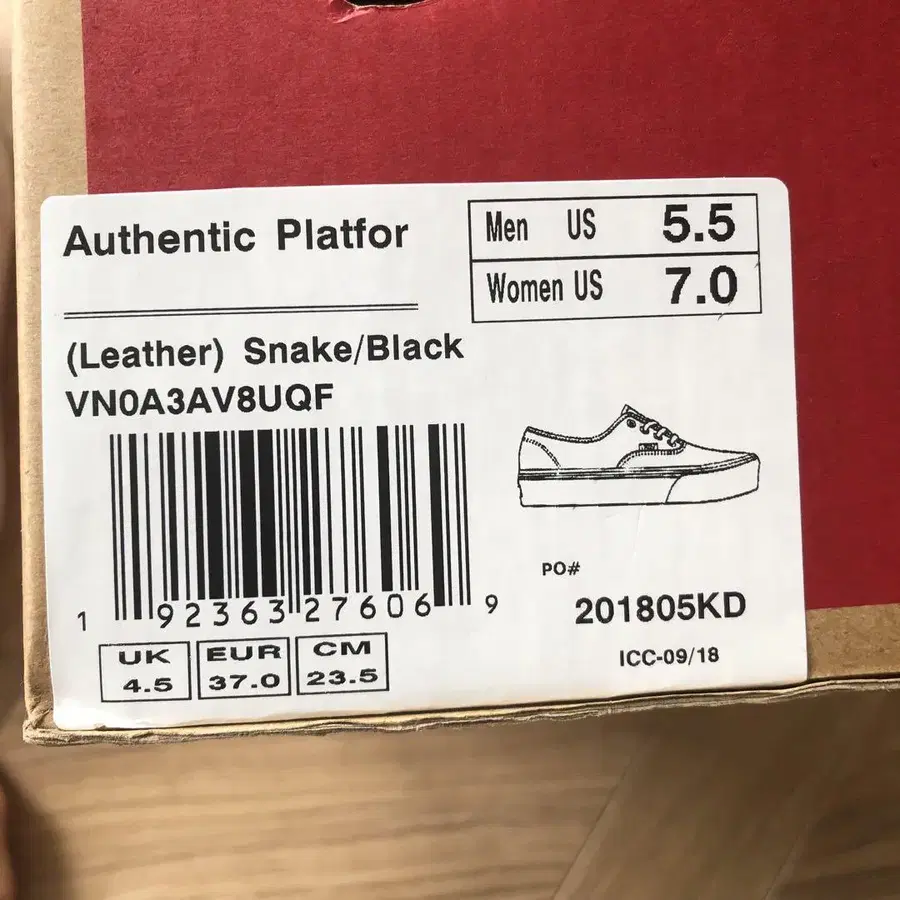 Authentic Platfor
Men US 5.5
Women US 7.0
(Leather) Snake/Black
VN0A3AV8UQF
1 92363 27606 9
PO#
201805KD
ICC-09/18
UK EUR CM
4.5 37.0 23.5